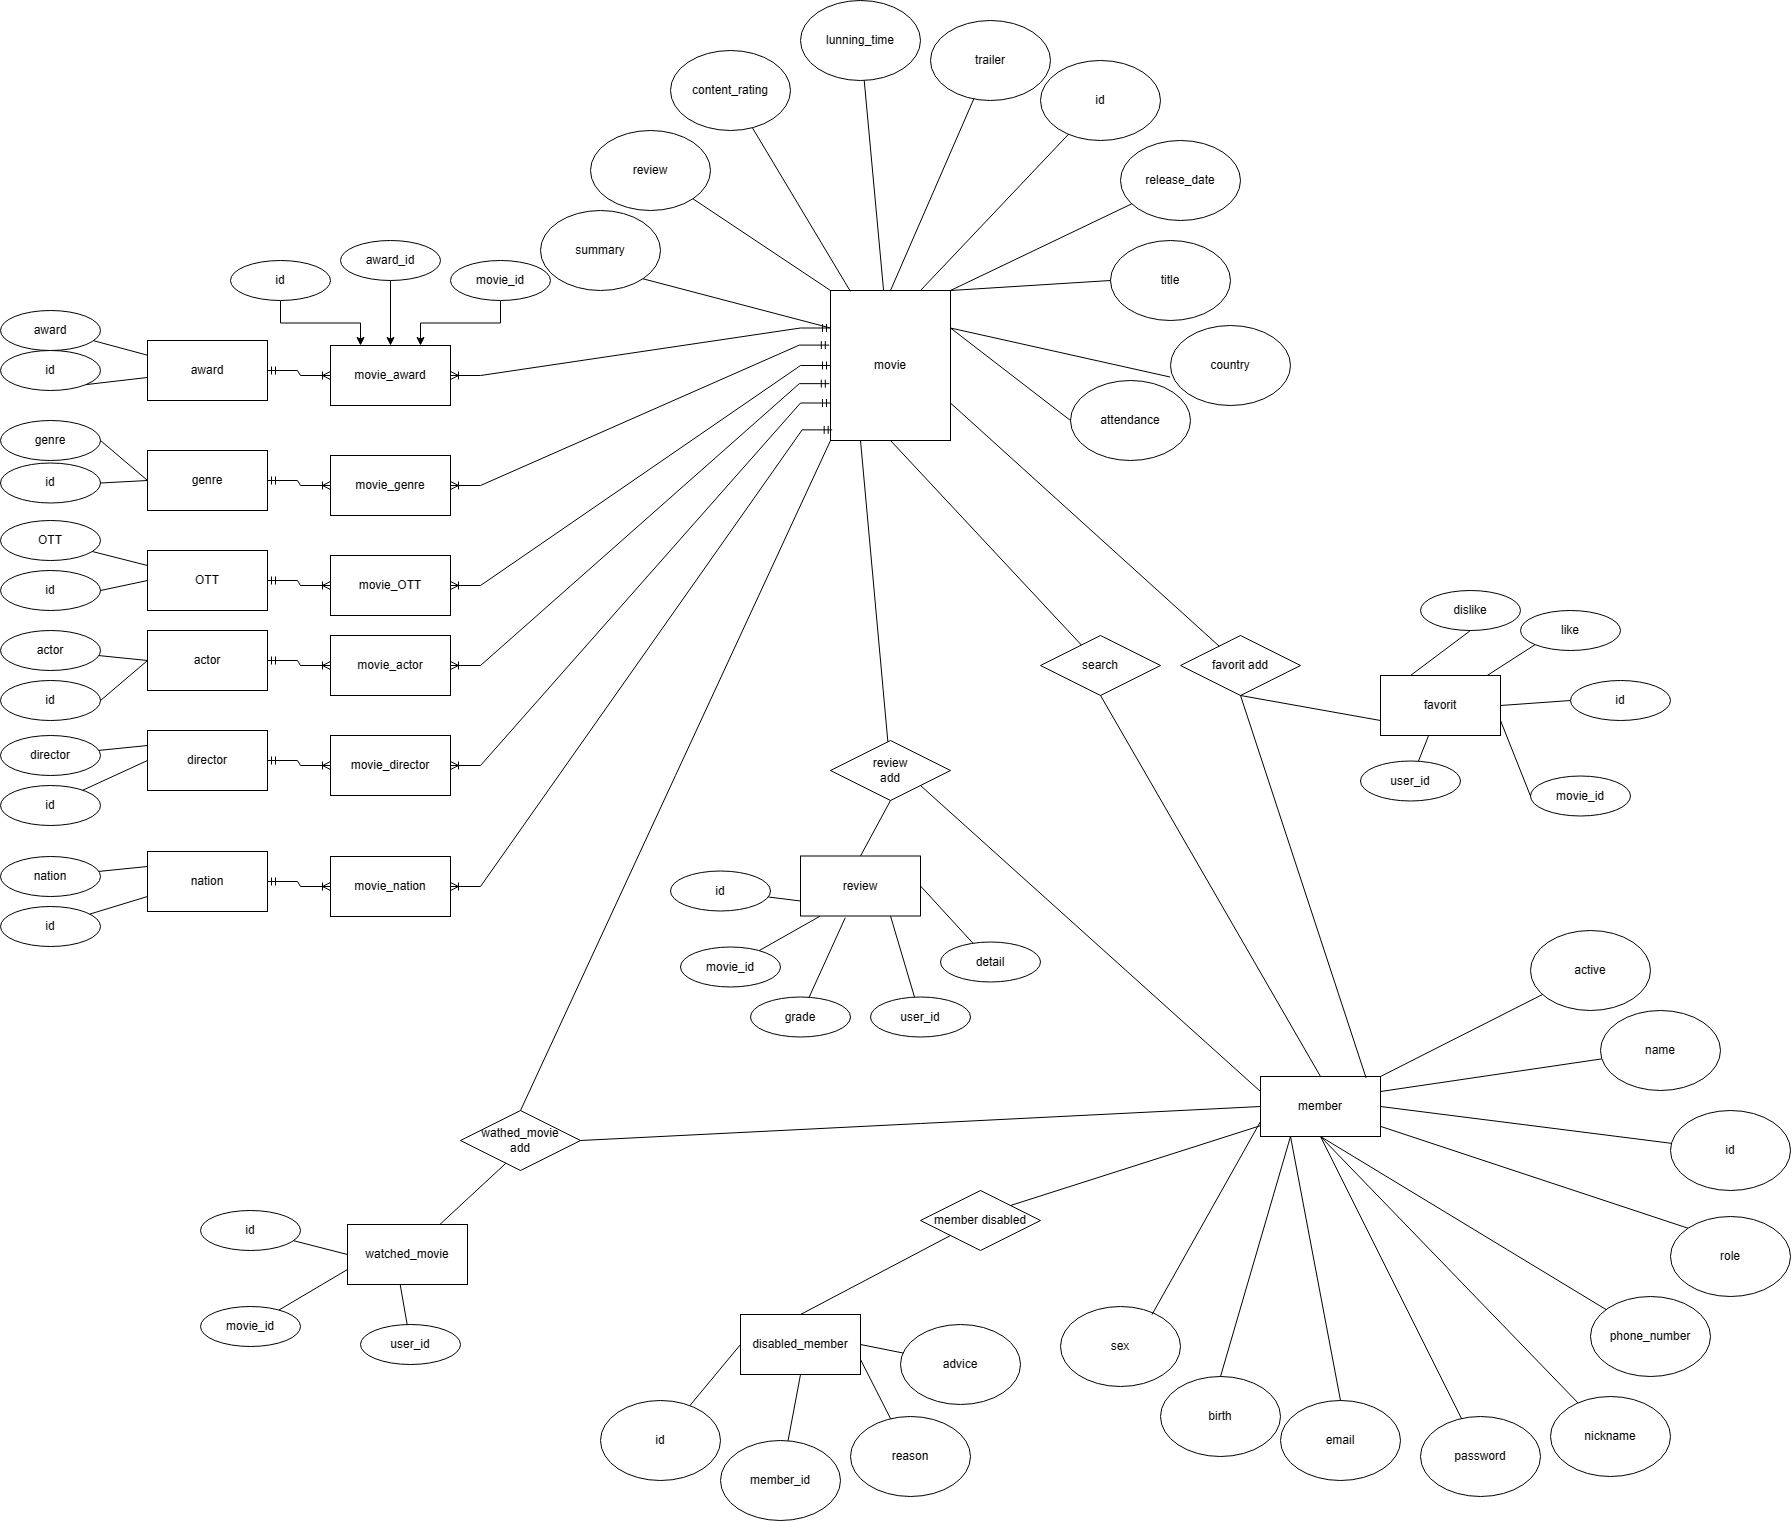 lunning_time
trailer
content_rating
id
review
release_date
summary
title
id
award_id
movie_id
award
id
award
movie_award
movie
country
attendance
genre
id
genre
movie_genre
OTT
id
OTT
movie_OTT
actor
id
actor
movie_actor
search
favorit add
dislike
like
favorit
id
user_id
movie_id
director
id
director
movie_director
review
add
nation
id
nation
movie_nation
id
review
movie_id
detail
grade
user_id
active
name
member
id
wathed_movie
add
member disabled
role
id
watched_movie
movie_id
user_id
disabled_member
advice
id
member_id
reason
sex
birth
email
password
nickname
phone_number